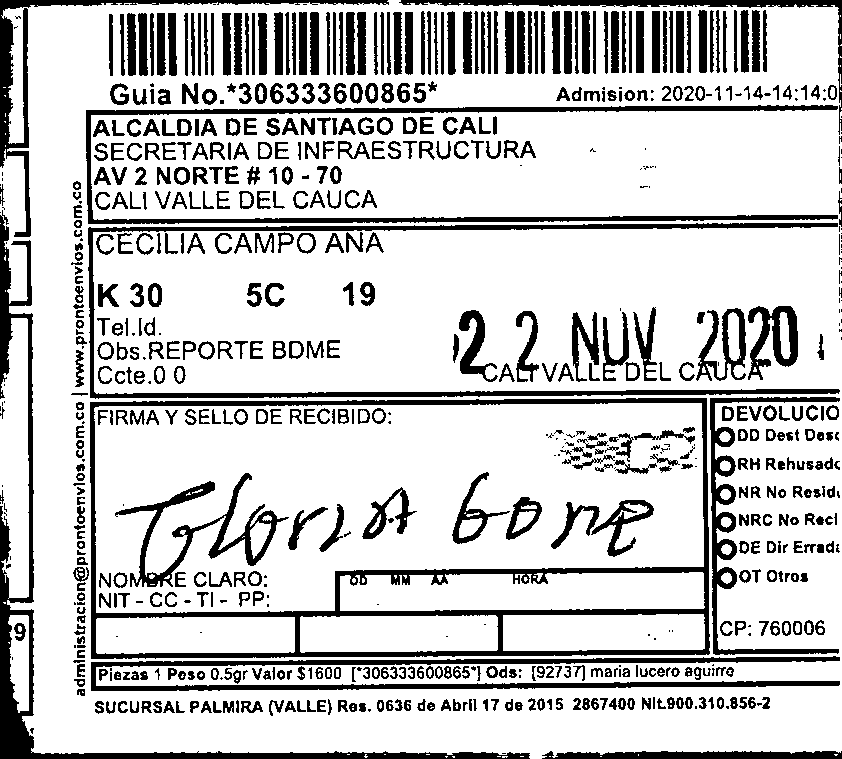 Guia No.*306333600865*
Admision: 2020-11-14-14:14:0
ALCALDIA DE SANTIAGO DE CALI
SECRETARIA DE INFRAESTRUCTURA
AV 2 NORTE # 10 - 70
CALI VALLE DEL CAUCA
CECILIA CAMPO ANA
K 30 5C 19
Tel.Id.
Obs.REPORTE BDME
Ccte.0 0
22 NUV 2020
CALI VALLE DEL CAUCA
FIRMA Y SELLO DE RECIBIDO:
Gloria
NOMBRE CLARO:
NIT - CC - TI - PP:
DD MM AA HORA
DEVOLUCIO
DD Dest Desc
RH Rehusado
NR No Resid
NRC No Recl
DE Dir Errada
OT Otros
CP: 760006
Piezas 1 Peso 0.5gr Valor $1600 [*306333600865*] Ods: [92737] maria lucero aguirre
SUCURSAL PALMIRA (VALLE) Res. 0636 de Abril 17 de 2015 2867400 Nit.900.310.856-2
administracion@prontoenvios.com.co | www.prontoenvios.com.co
9